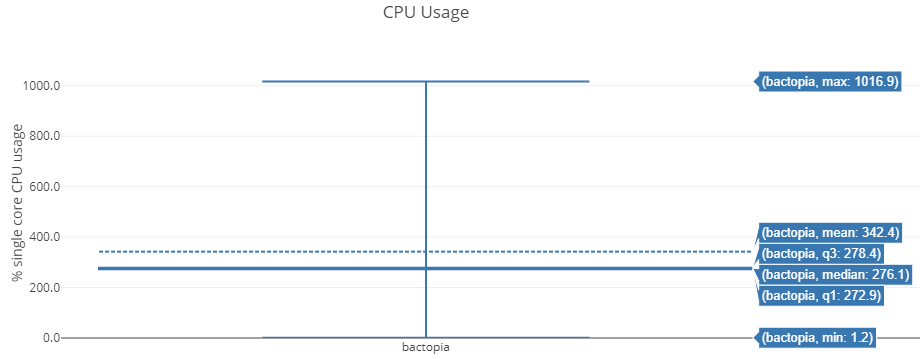 CPU Usage
% single core CPU usage
1000.0
800.0
600.0
400.0
200.0
0.0
bactopia
(bactopia, max: 1016.9)
(bactopia, mean: 342.4)
(bactopia, q3: 278.4)
(bactopia, median: 276.1)
(bactopia, q1: 272.9)
(bactopia, min: 1.2)